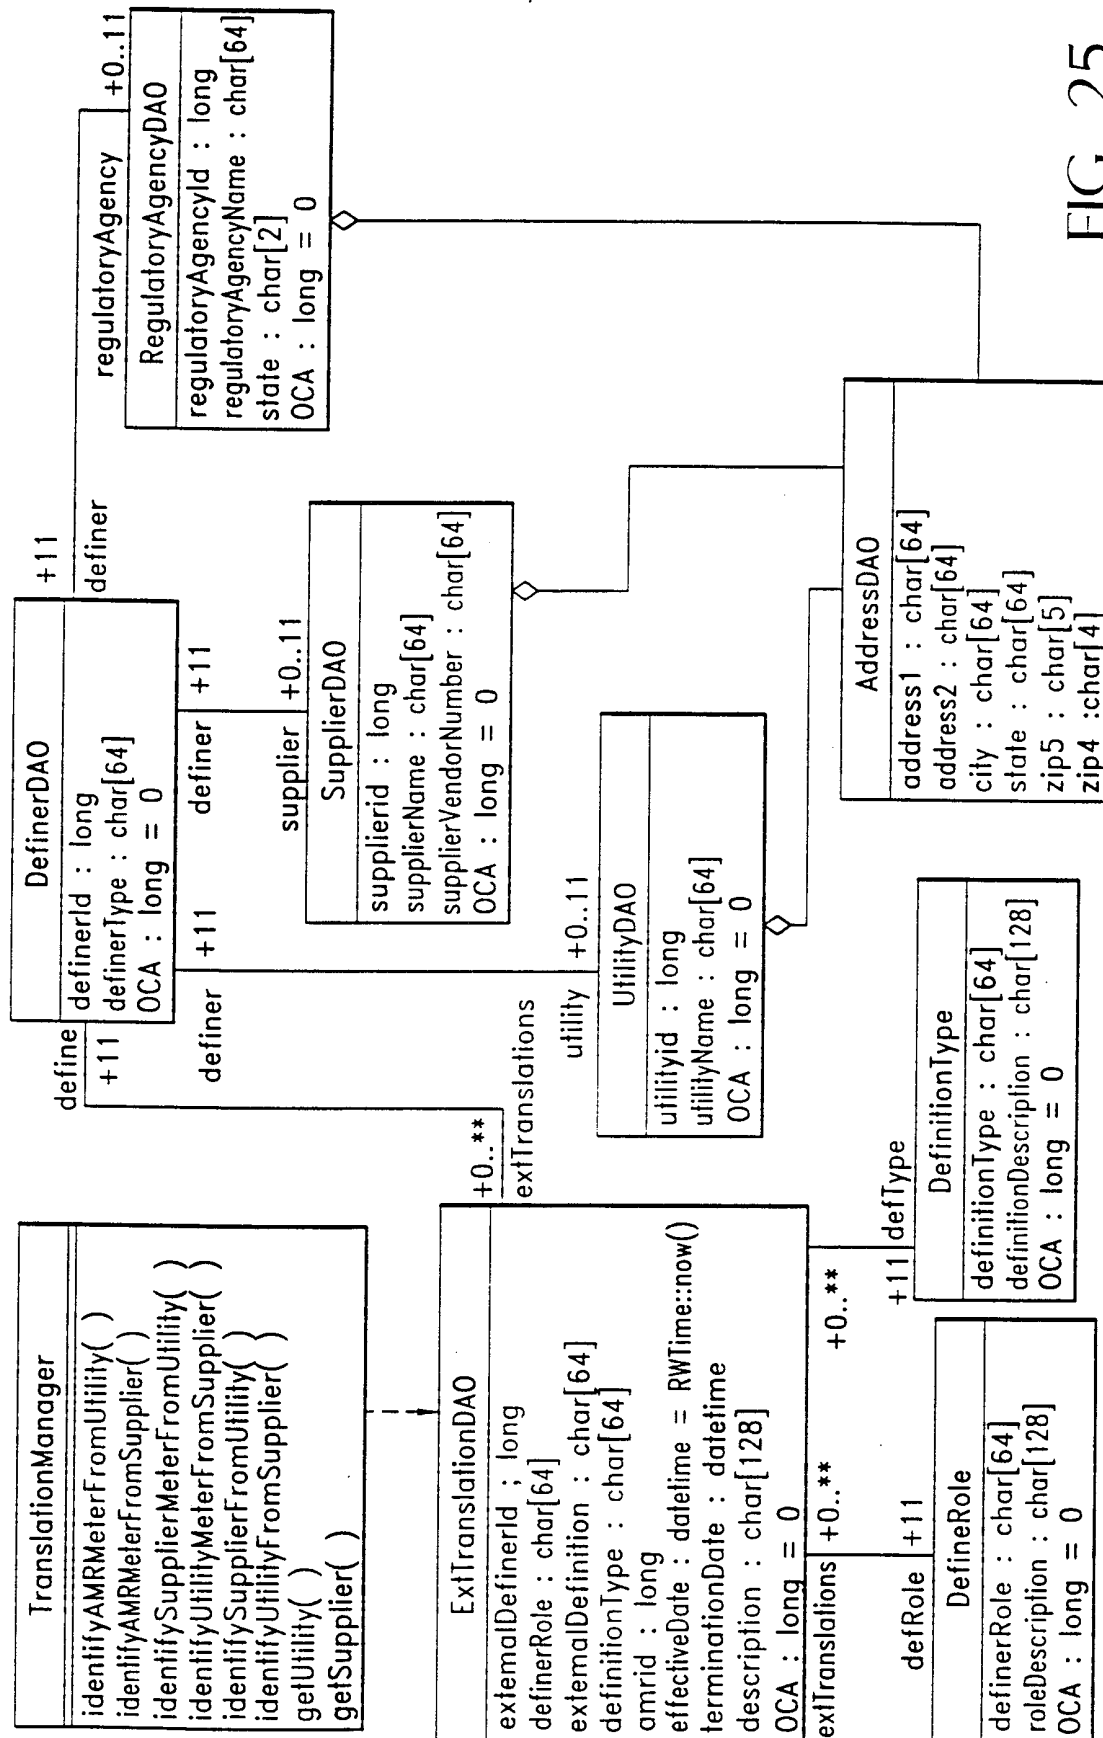 TranslationManager
identifyAMRMeterFromUtility( )
identifyAMRMeterFromSupplier( )
identifySupplierMeterFromUtility( )
identifyUtilityMeterFromSupplier( )
identifySupplierFromUtility( )
identifyUtilityFromSupplier( )
getUtility( )
getSupplier( )
define
+11
DefinerDAO
definerId : long
definerType : char[64]
OCA : long = 0
+11
definer
regulatoryAgency
+0..11
RegulatoryAgencyDAO
regulatoryAgencyId : long
regulatoryAgencyName : char[64]
state : char[2]
OCA : long = 0
definer
+11
definer
+11
supplier
+0..11
SupplierDAO
supplierid : long
supplierName : char[64]
supplierVendorNumber : char[64]
OCA : long = 0
+0..**
extTranslations
utility
+0..11
UtilityDAO
utilityid : long
utilityName : char[64]
OCA : long = 0
ExtTranslationDAO
externalDefinerId ; long
definerRole : char[64]
externalDefinition : char[64]
definitionType : char[64]
amrid : long
effectiveDate : datetime = RWTime::now()
terminationDate : datetime
description : char[128]
OCA : long = 0
+0..**
+11
defType
DefinitionType
definitionType : char[64]
definitionDescription : char[128]
OCA : long = 0
AddressDAO
address1 : char[64]
address2 : char[64]
city : char[64]
state : char[64]
zip5 : char[5]
zip4 :char[4]
extTranslations
+0..**
defRole
+11
DefineRole
definerRole : char[64]
roleDescription : char[128]
OCA : long = 0
FIG. 25